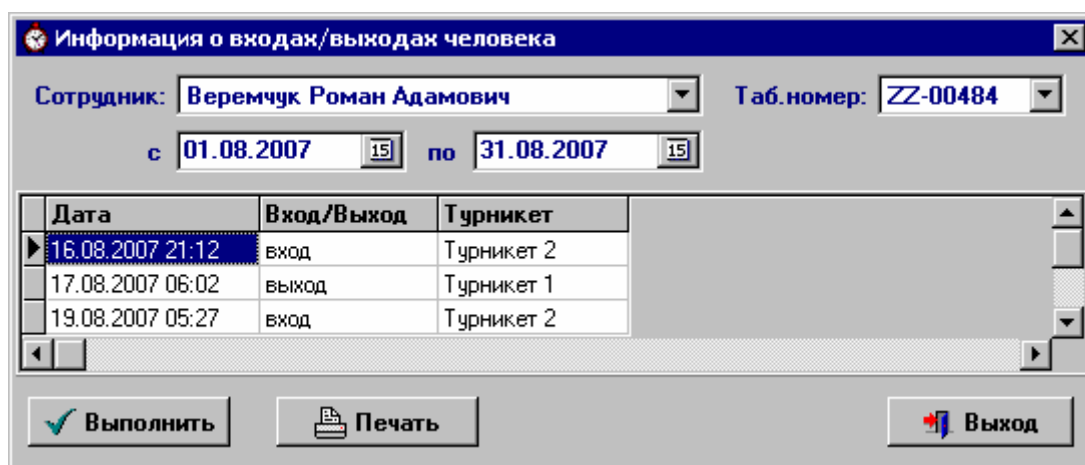 Информация о входах/выходах человека
Сотрудник: Веремчук Роман Адамович Таб.номер: ZZ-00484
с 01.08.2007 15 по 31.08.2007 15
Дата Вход/Выход Турникет
16.08.2007 21:12 вход Турникет 2
17.08.2007 06:02 выход Турникет 1
19.08.2007 05:27 вход Турникет 2
Выполнить Печать Выход